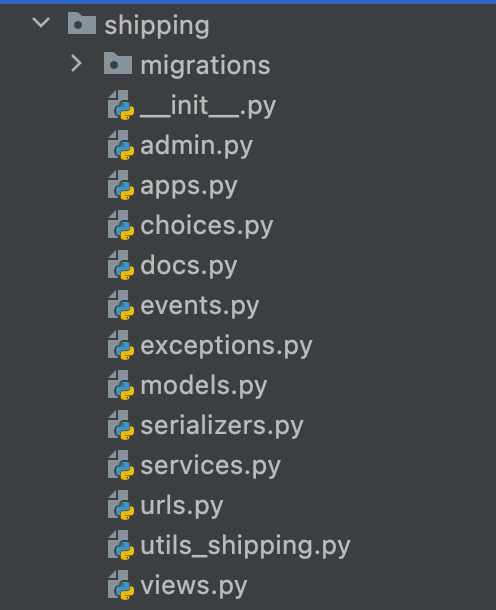 shipping
migrations
__init__.py
admin.py
apps.py
choices.py
docs.py
events.py
exceptions.py
models.py
serializers.py
services.py
urls.py
utils_shipping.py
views.py